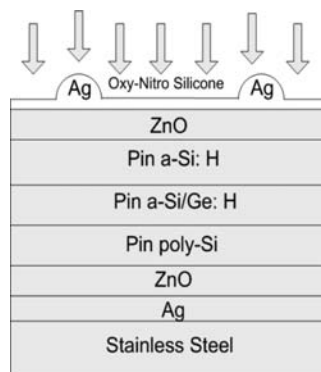 Ag Oxy-Nitro Silicone Ag
ZnO
Pin a-Si: H
Pin a-Si/Ge: H
Pin poly-Si
ZnO
Ag
Stainless Steel